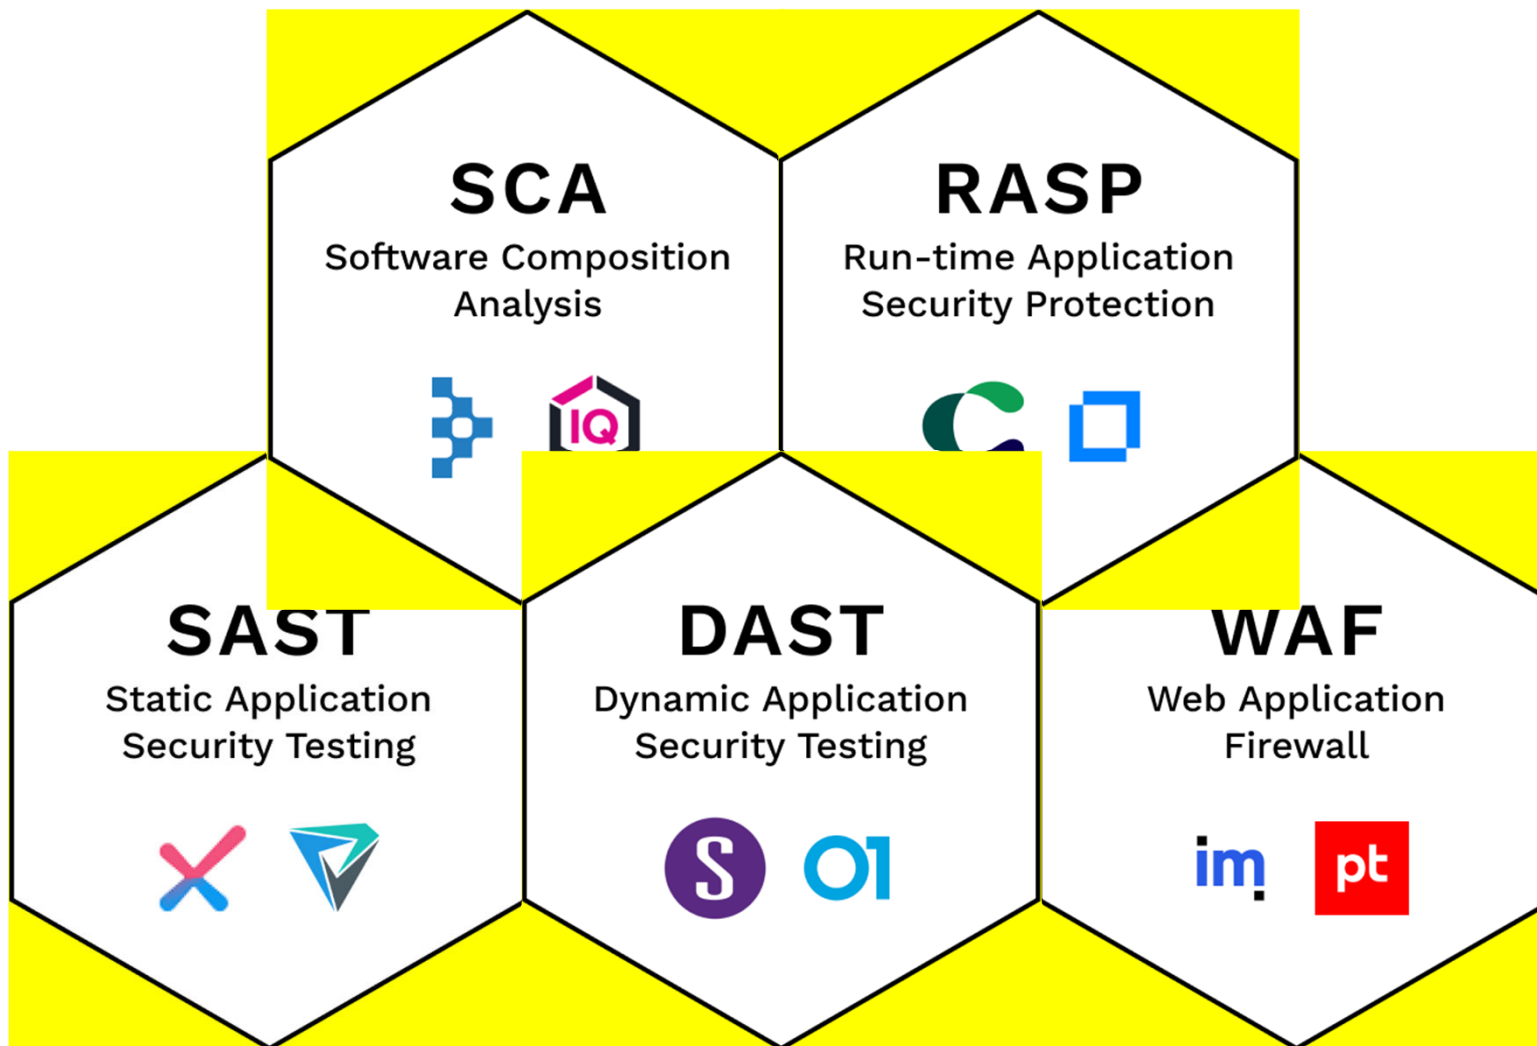 SCA
Software Composition
Analysis
IQ
RASP
Run-time Application
Security Protection
SAST
Static Application
Security Testing
DAST
Dynamic Application
Security Testing
S
01
WAF
Web Application
Firewall
im
pt